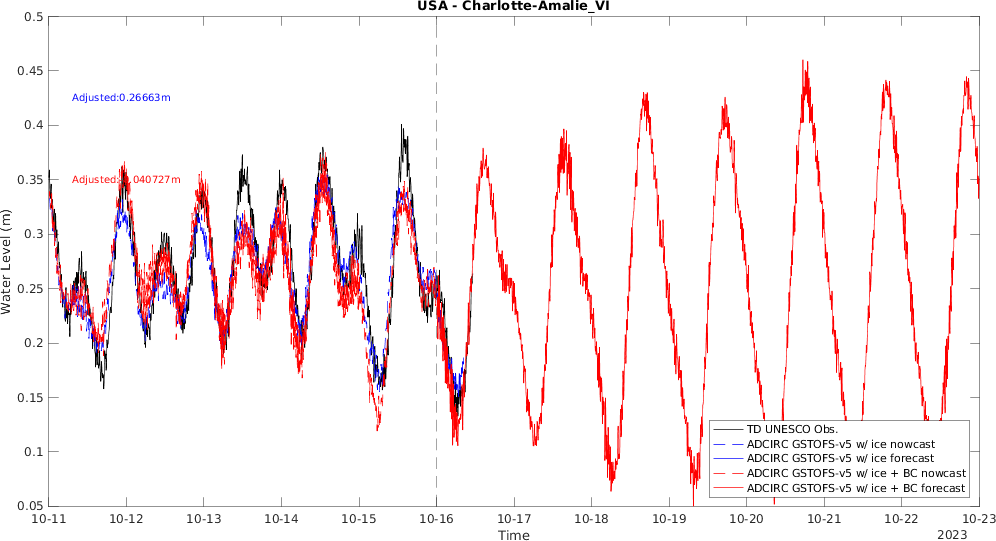 USA - Charlotte-Amalie_VI
0.5
0.45
0.4
0.35
0.3
0.25
0.2
0.15
0.1
0.05
Water Level (m)
Adjusted:0.26663m
Adjusted: 040727m
TD UNESCO Obs.
ADCIRC GSTOFS-v5 w/ ice nowcast
ADCIRC GSTOFS-v5 w/ ice forecast
ADCIRC GSTOFS-v5 w/ ice + BC nowcast
ADCIRC GSTOFS-v5 w/ ice + BC forecast
10-11 10-12 10-13 10-14 10-15 10-16 10-17 10-18 10-19 10-20 10-21 10-22 10-23
Time
2023